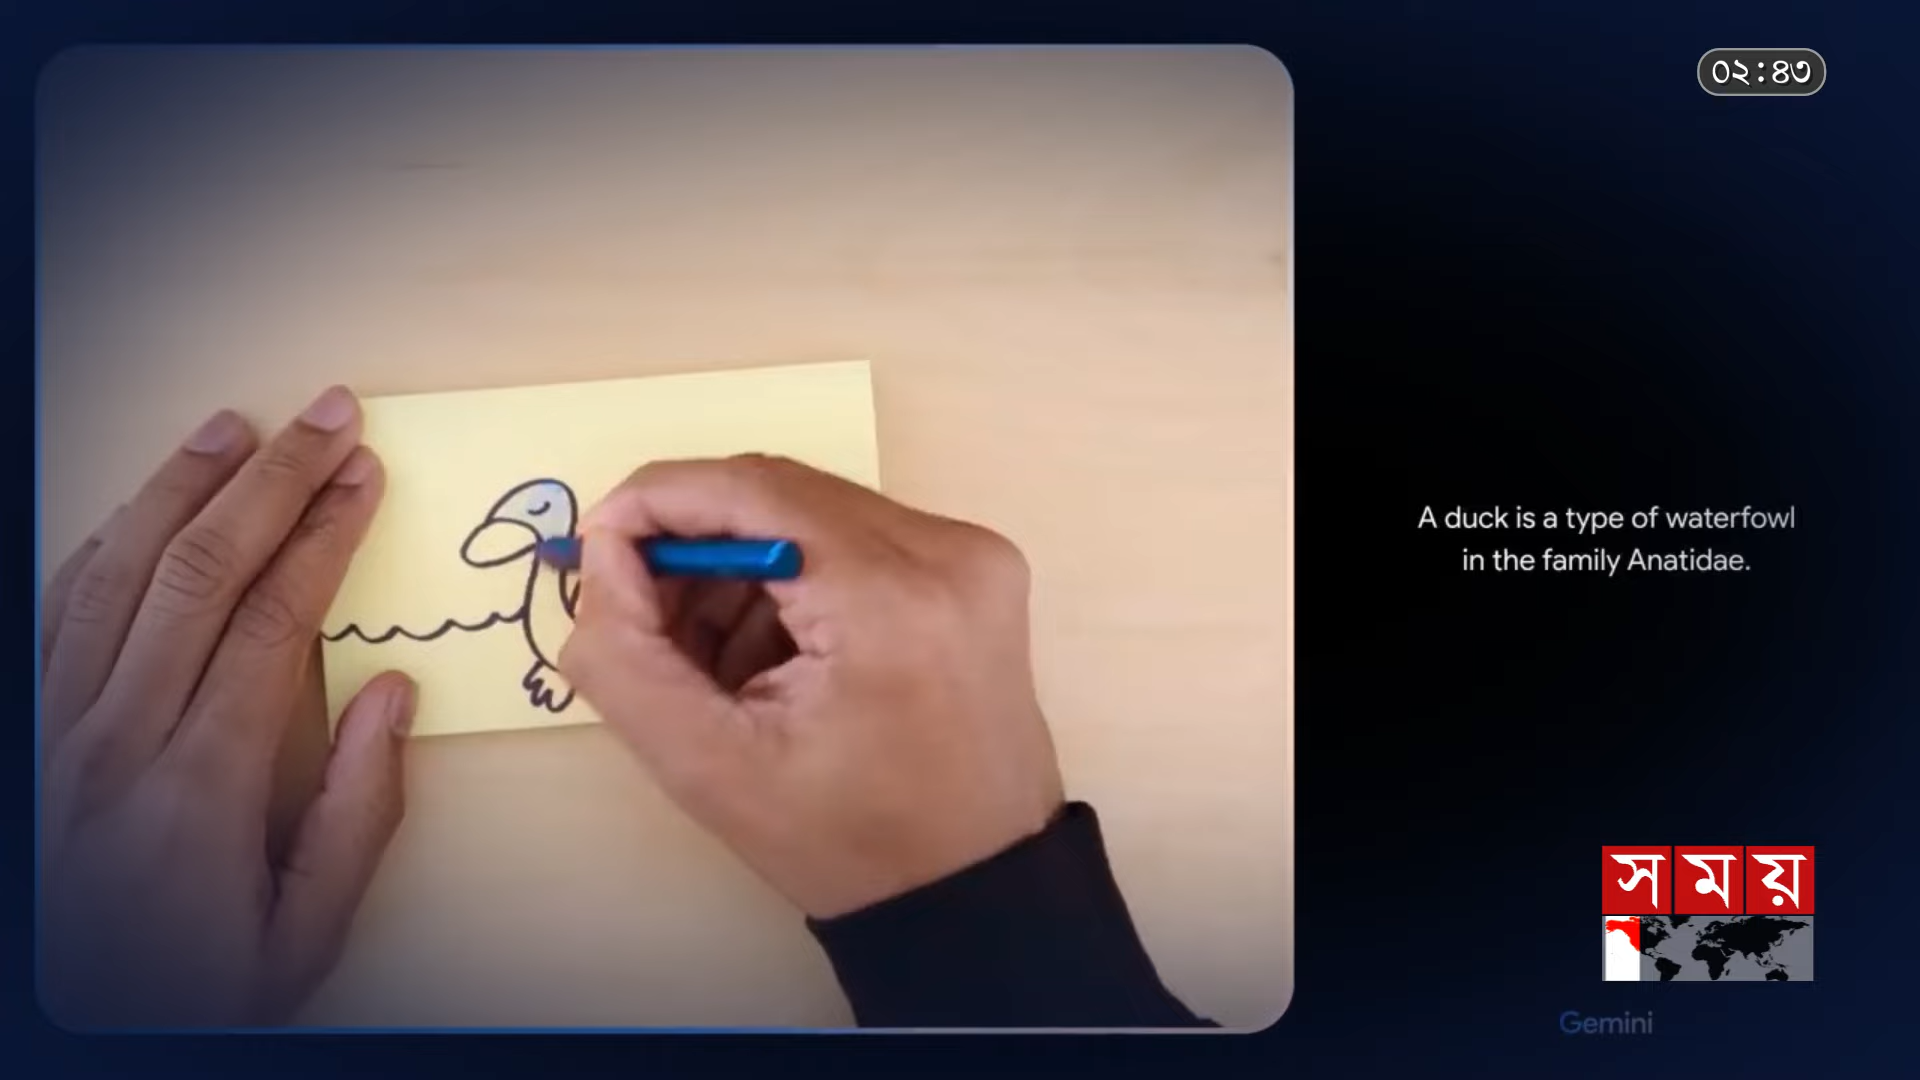 ০২:৪৩
A duck is a type of waterfowl
in the family Anatidae.
সময়
Gemini